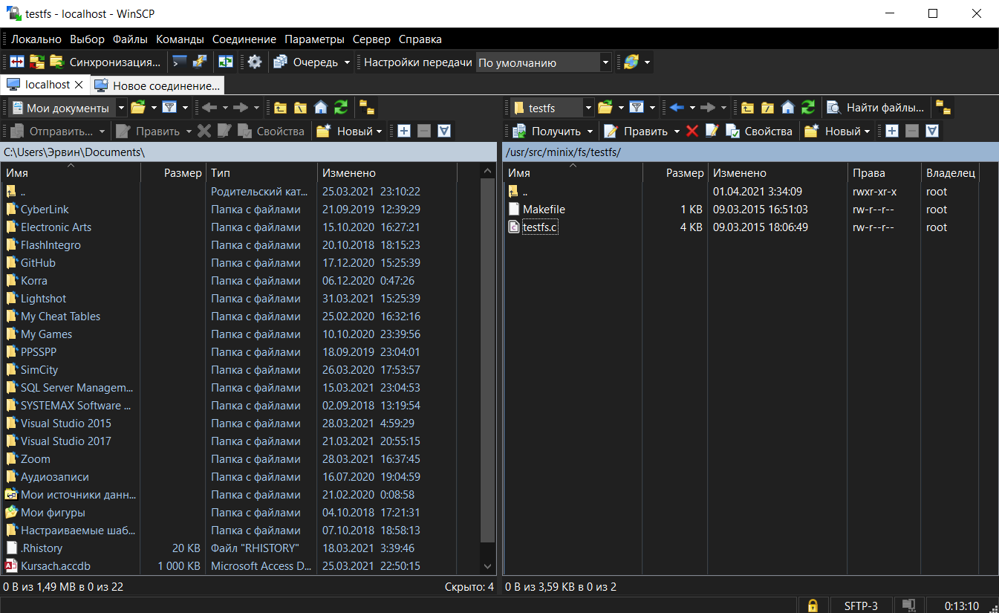 testfs - localhost - WinSCP
Локально Выбор Файлы Команды Соединение Параметры Сервер Справка
Синхронизация... Очередь Настройки передачи По умолчанию
localhost Новое соединение...
Мои документы testfs Найти файлы...
Отправить... Править Свойства Новый Получить Править Свойства Новый
C:\Users\Эрвин\Documents\ /usr/src/minix/fs/testfs/
Имя Размер Тип Изменено Имя Размер Изменено Права Владелец
.. Родительский кат... 25.03.2021 23:10:22 .. 01.04.2021 3:34:09 rwxr-xr-x root
CyberLink Папка с файлами 21.09.2019 12:39:29 Makefile 1 KB 09.03.2015 16:51:03 rw-r--r-- root
Electronic Arts Папка с файлами 15.10.2020 16:27:21 testfs.c 4 KB 09.03.2015 18:06:49 rw-r--r-- root
FlashIntegro Папка с файлами 20.10.2018 18:15:23
GitHub Папка с файлами 17.12.2020 15:25:39
Korra Папка с файлами 06.12.2020 0:47:26
Lightshot Папка с файлами 31.03.2021 15:25:39
My Cheat Tables Папка с файлами 25.02.2020 16:32:16
My Games Папка с файлами 10.10.2020 23:39:56
PPSSPP Папка с файлами 18.09.2019 23:04:01
SimCity Папка с файлами 26.03.2020 17:53:57
SQL Server Managem... Папка с файлами 15.03.2021 23:04:53
SYSTEMAX Software ... Папка с файлами 02.09.2018 13:19:54
Visual Studio 2015 Папка с файлами 28.03.2021 4:59:29
Visual Studio 2017 Папка с файлами 21.03.2021 20:55:15
Zoom Папка с файлами 28.03.2021 16:37:45
Аудиозаписи Папка с файлами 16.07.2020 19:04:59
Мои источники данн... Папка с файлами 21.02.2020 0:08:58
Мои фигуры Папка с файлами 04.10.2018 17:21:31
Настраиваемые шаб... Папка с файлами 07.10.2018 18:58:13
.Rhistory 20 KB Файл "RHISTORY" 18.03.2021 3:39:46
Kursach.accdb 1 000 KB Microsoft Access D... 25.03.2021 22:50:15
0 B из 1,49 MB в 0 из 22 Скрыто: 4 0 B из 3,59 KB в 0 из 2
SFTP-3 0:13:10